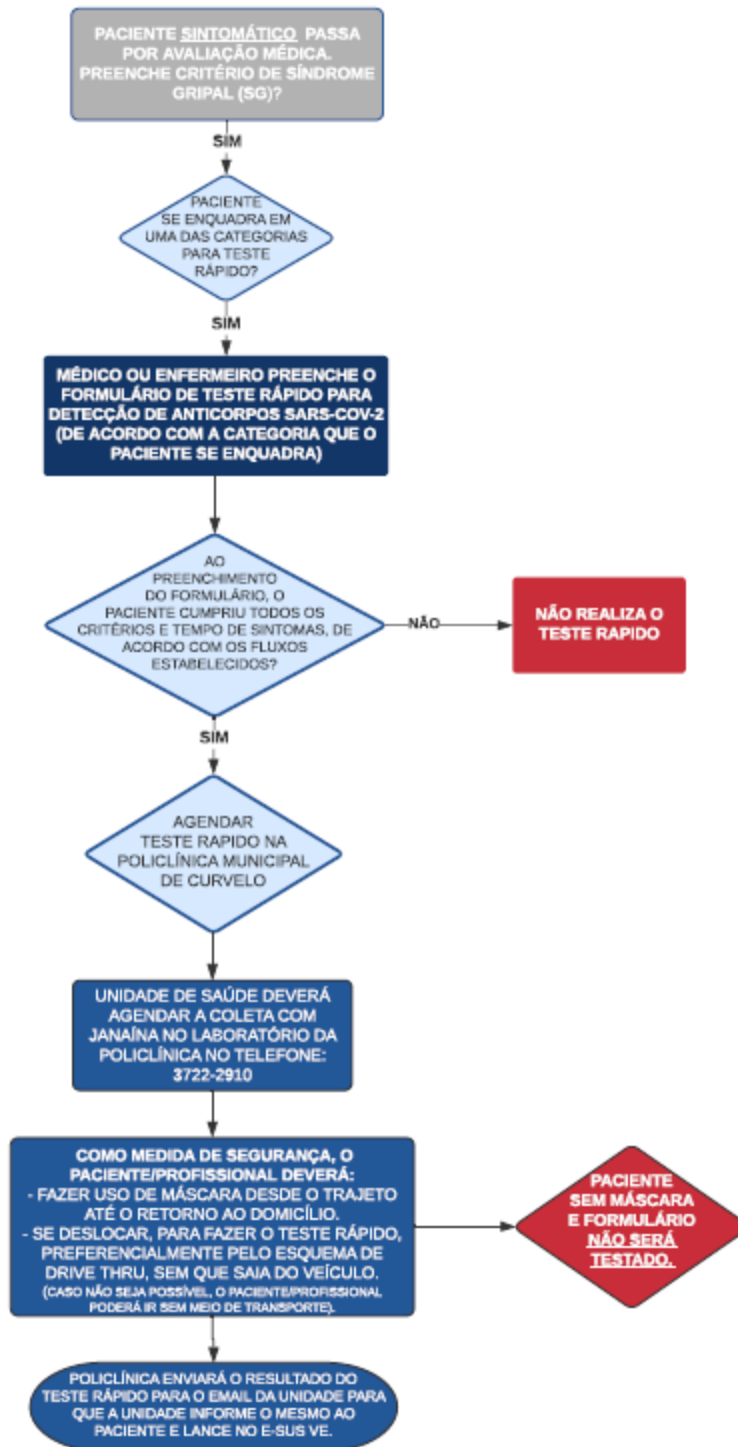 PACIENTE SINTOMÁTICO PASSA
POR AVALIAÇÃO MÉDICA.
PREENCHE CRITÉRIO DE SÍNDROME
GRIPAL (SG)?
SIM
PACIENTE
SE ENQUADRA EM
UMA DAS CATEGORIAS
PARA TESTE
RÁPIDO?
SIM
MÉDICO OU ENFERMEIRO PREENCHE O
FORMULÁRIO DE TESTE RÁPIDO PARA
DETECÇÃO DE ANTICORPOS SARS-COV-2
(DE ACORDO COM A CATEGORIA QUE O
PACIENTE SE ENQUADRA)
AO
PREENCHIMENTO
DO FORMULÁRIO, O
PACIENTE CUMPRIU TODOS OS
CRITÉRIOS E TEMPO DE SINTOMAS, DE
ACORDO COM OS FLUXOS
ESTABELECIDOS?
NÃO
NÃO REALIZA O
TESTE RAPIDO
SIM
AGENDAR
TESTE RAPIDO NA
POLICLÍNICA MUNICIPAL
DE CURVELO
UNIDADE DE SAÚDE DEVERÁ
AGENDAR A COLETA COM
JANAÍNA NO LABORATÓRIO DA
POLICLÍNICA NO TELEFONE:
3722-2910
COMO MEDIDA DE SEGURANÇA, O
PACIENTE/PROFISSIONAL DEVERÁ:
- FAZER USO DE MÁSCARA DESDE O TRAJETO
ATÉ O RETORNO AO DOMICÍLIO.
- SE DESLOCAR, PARA FAZER O TESTE RÁPIDO,
PREFERENCIALMENTE PELO ESQUEMA DE
DRIVE THRU, SEM QUE SAIA DO VEÍCULO.
(CASO NÃO SEJA POSSÍVEL, O PACIENTE/PROFISSIONAL
PODERÁ IR SEM MEIO DE TRANSPORTE).
PACIENTE
SEM MÁSCARA
E FORMULÁRIO
NÃO SERÁ
TESTADO.
POLICLÍNICA ENVIARÁ O RESULTADO DO
TESTE RÁPIDO PARA O EMAIL DA UNIDADE PARA
QUE A UNIDADE INFORME O MESMO AO
PACIENTE E LANCE NO E-SUS VE.